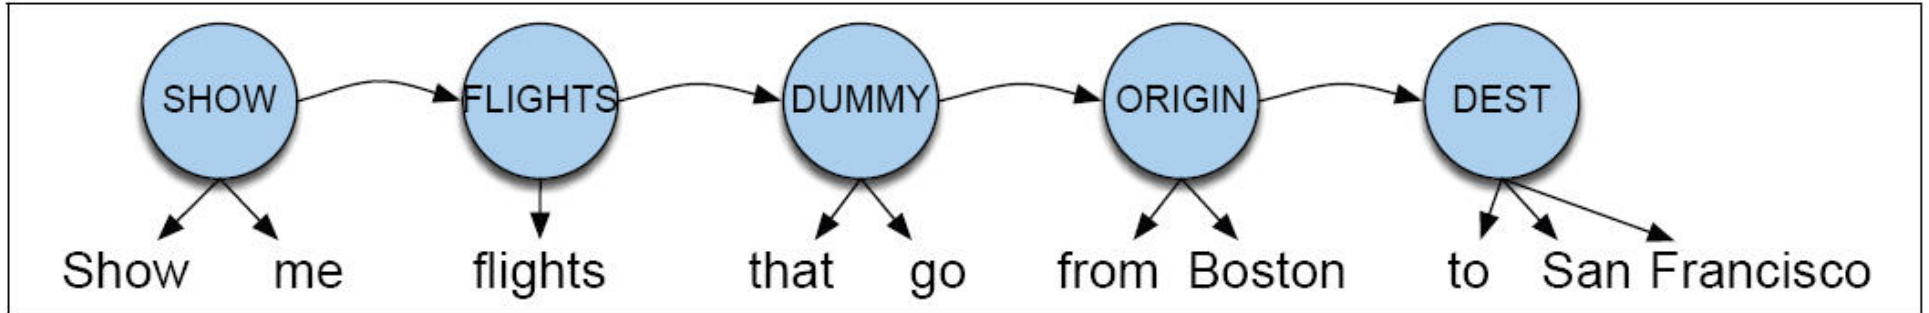 SHOW FLIGHTS DUMMY ORIGIN DEST
Show me flights that go from Boston to San Francisco